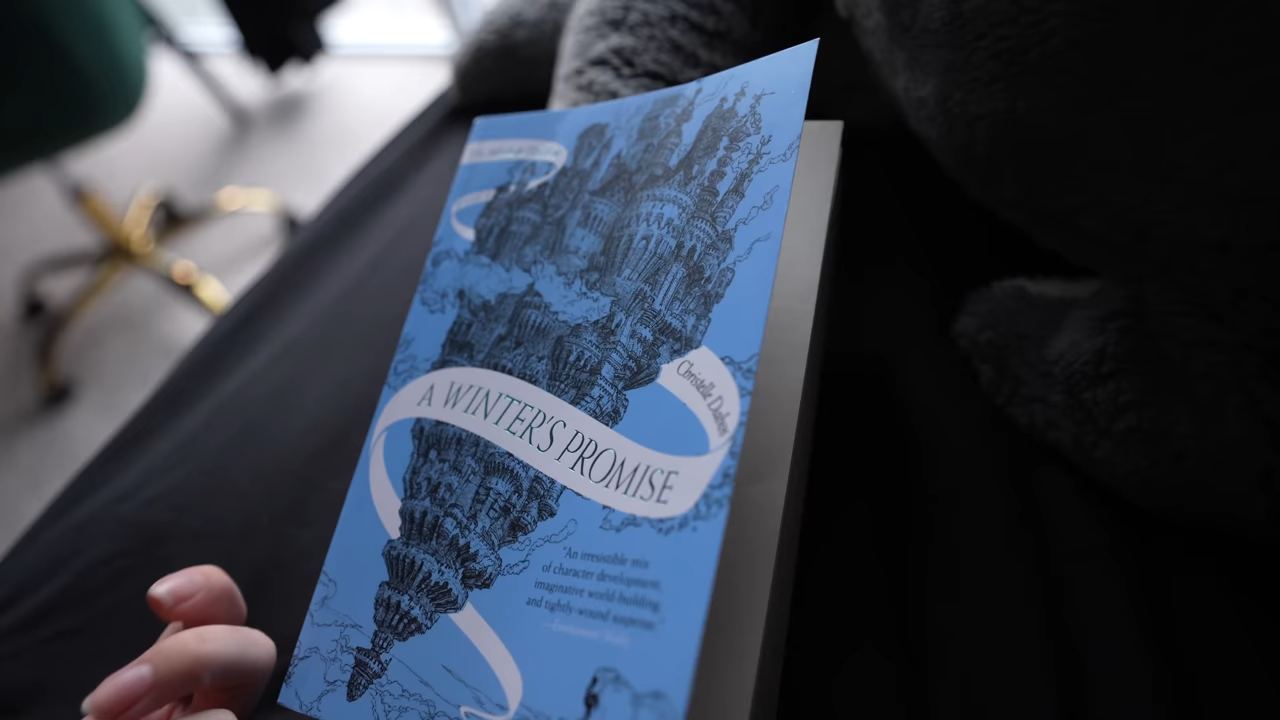 Christelle Dabos
A WINTER'S PROMISE
"An irresistible mix
of character development,
imaginative world-building,
and tightly-wound suspense."